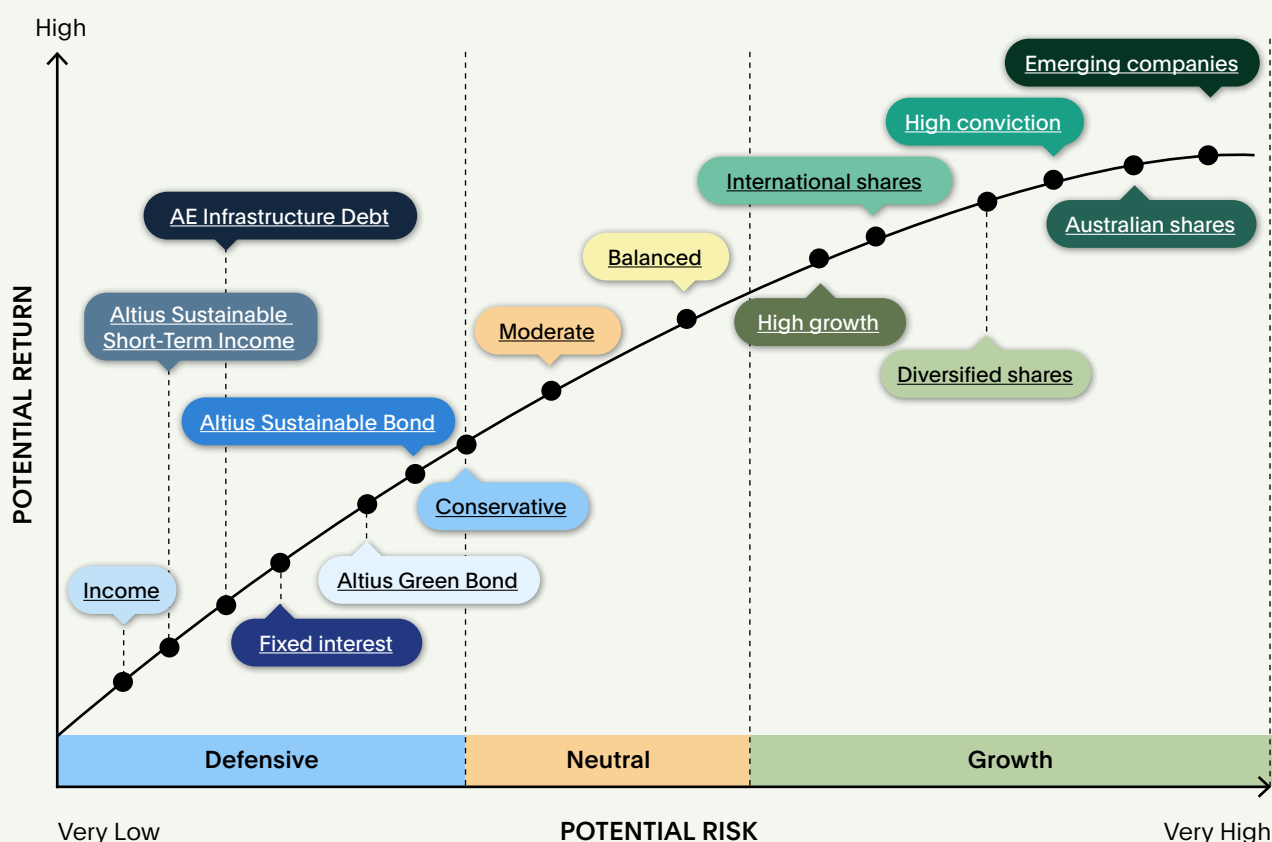 High
Emerging companies
High conviction
International shares
AE Infrastructure Debt
Australian shares
Balanced
Altius Sustainable
Short-Term Income
Moderate
High growth
Diversified shares
POTENTIAL RETURN
Altius Sustainable Bond
Conservative
Altius Green Bond
Income
Fixed interest
Defensive
Neutral
Growth
Very Low
POTENTIAL RISK
Very High